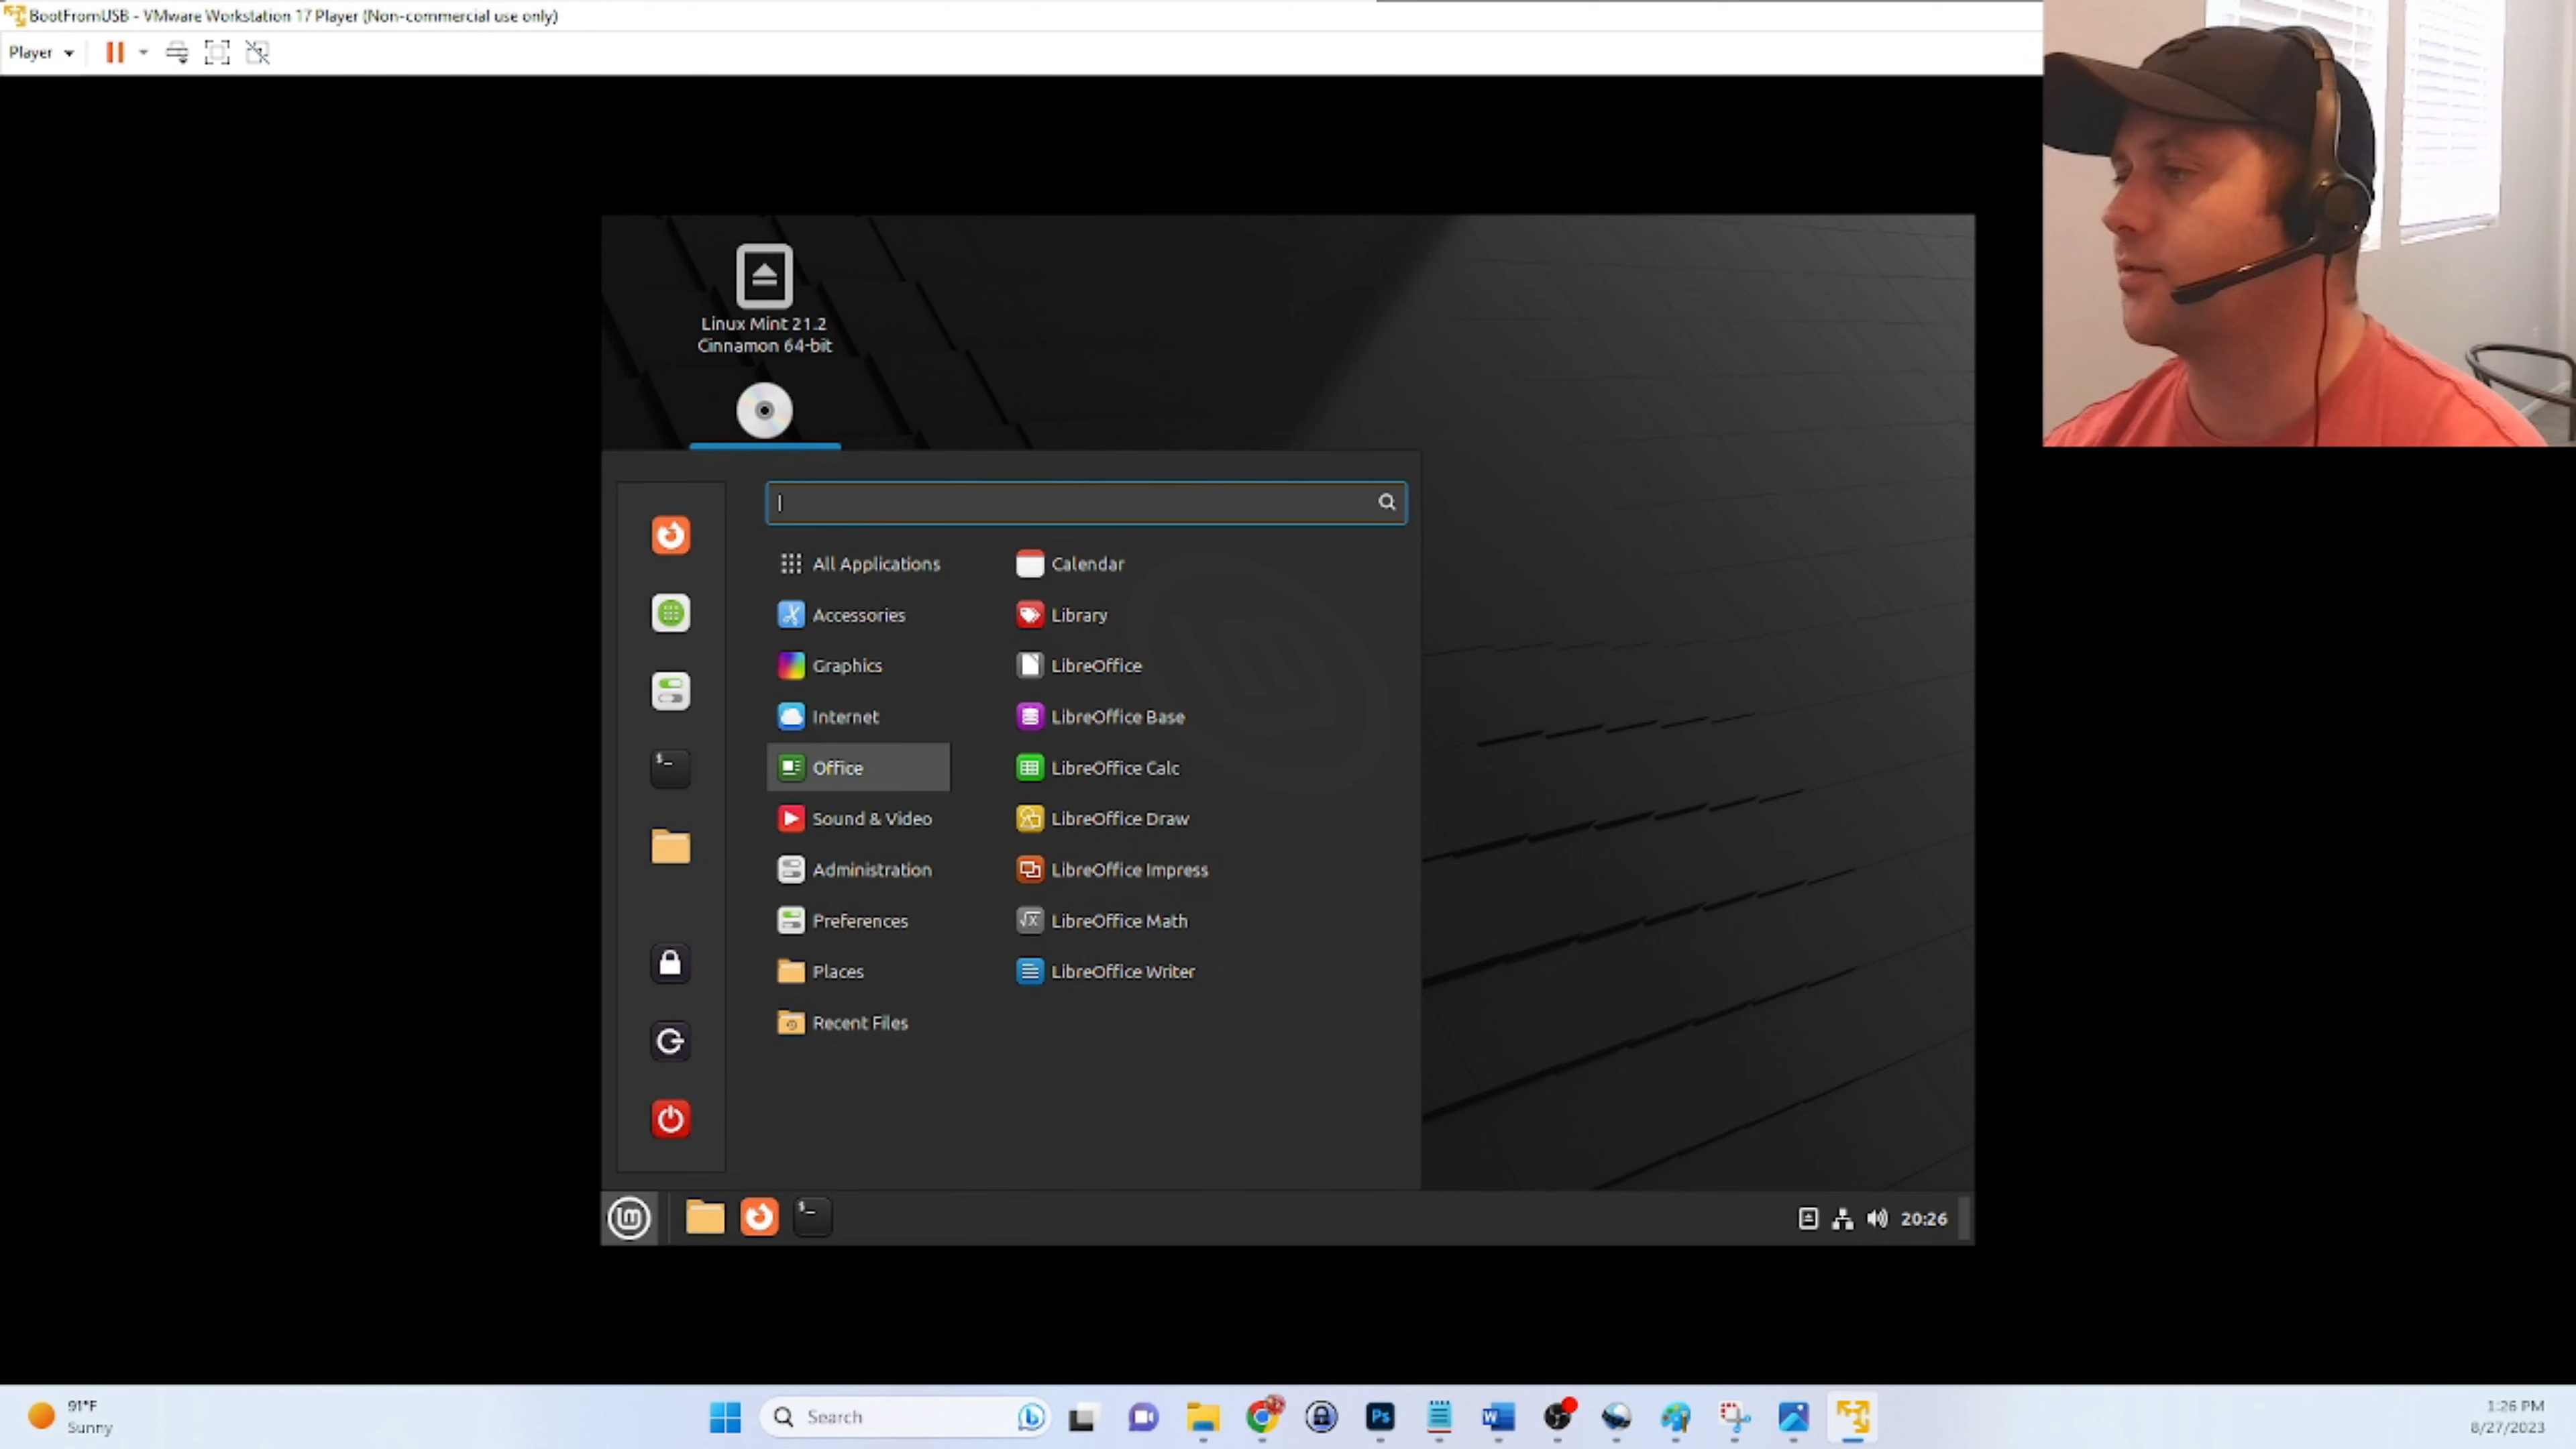 BootFromUSB - VMware Workstation 17 Player (Non-commercial use only)
Player
Linux Mint 21.2
Cinnamon 64-bit
All Applications
Accessories
Graphics
Internet
Office
Sound & Video
Administration
Preferences
Places
Recent Files
Calendar
Library
LibreOffice
LibreOffice Base
LibreOffice Calc
LibreOffice Draw
LibreOffice Impress
LibreOffice Math
LibreOffice Writer
$_
$_
20:26
91°F
Sunny
Search
Ps
W
1:26 PM
8/27/2023